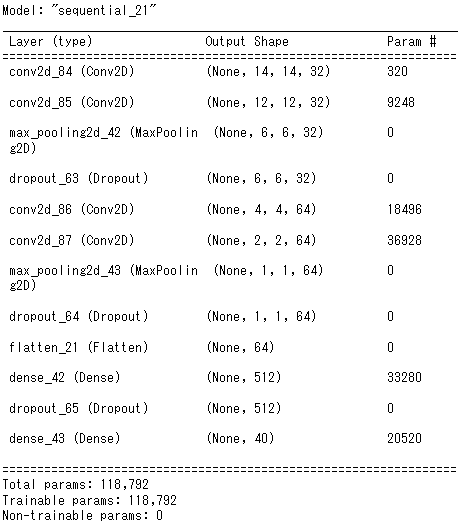 Model: "sequential_21"
Layer (type) Output Shape Param #
conv2d_84 (Conv2D) (None, 14, 14, 32) 320
conv2d_85 (Conv2D) (None, 12, 12, 32) 9248
max_pooling2d_42 (MaxPoolin (None, 6, 6, 32) 0
g2D)
dropout_63 (Dropout) (None, 6, 6, 32) 0
conv2d_86 (Conv2D) (None, 4, 4, 64) 18496
conv2d_87 (Conv2D) (None, 2, 2, 64) 36928
max_pooling2d_43 (MaxPoolin (None, 1, 1, 64) 0
g2D)
dropout_64 (Dropout) (None, 1, 1, 64) 0
flatten_21 (Flatten) (None, 64) 0
dense_42 (Dense) (None, 512) 33280
dropout_65 (Dropout) (None, 512) 0
dense_43 (Dense) (None, 40) 20520
Total params: 118,792
Trainable params: 118,792
Non-trainable params: 0